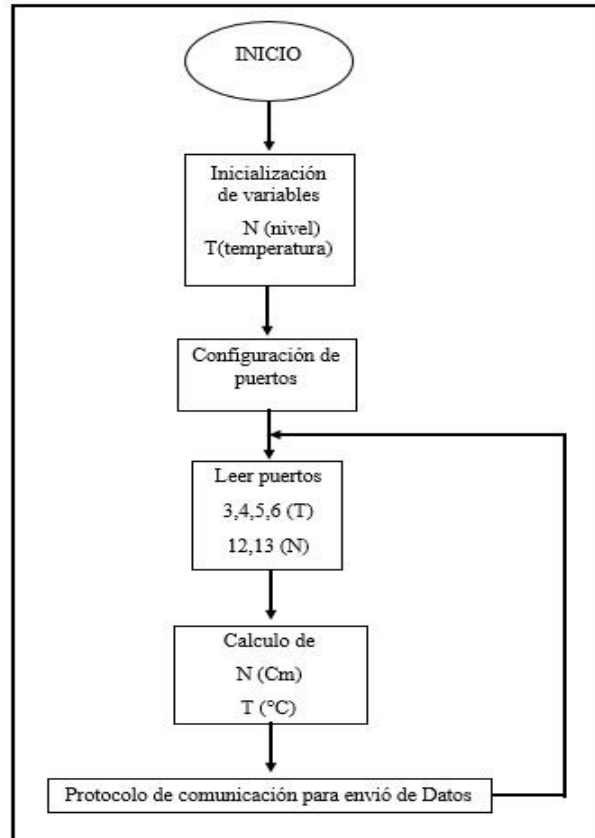 INICIO
Inicialización
de variables
N (nivel)
T(temperatura)
Configuración de
puertos
Leer puertos
3,4,5,6 (T)
12,13 (N)
Calculo de
N (Cm)
T (°C)
Protocolo de comunicación para envió de Datos